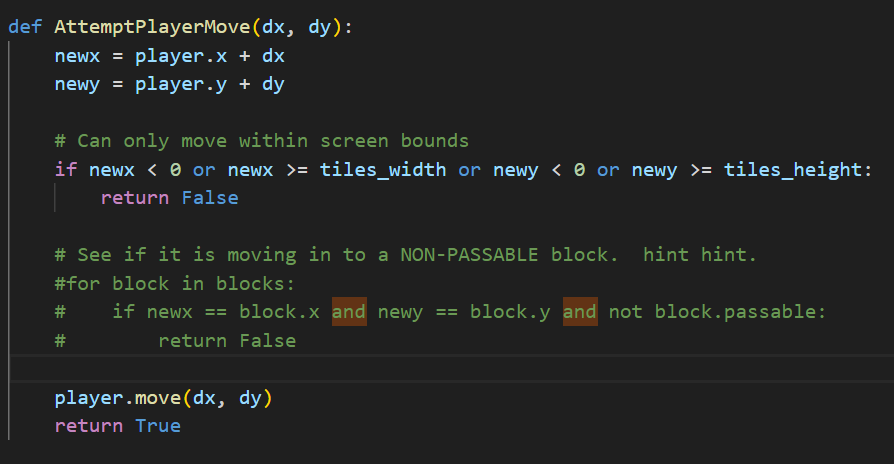 def AttemptPlayerMove(dx, dy):
    newx = player.x + dx
    newy = player.y + dy

    # Can only move within screen bounds
    if newx < 0 or newx >= tiles_width or newy < 0 or newy >= tiles_height:
        return False

    # See if it is moving in to a NON-PASSABLE block.  hint hint.
    #for block in blocks:
    #    if newx == block.x and newy == block.y and not block.passable:
    #        return False

    player.move(dx, dy)
    return True